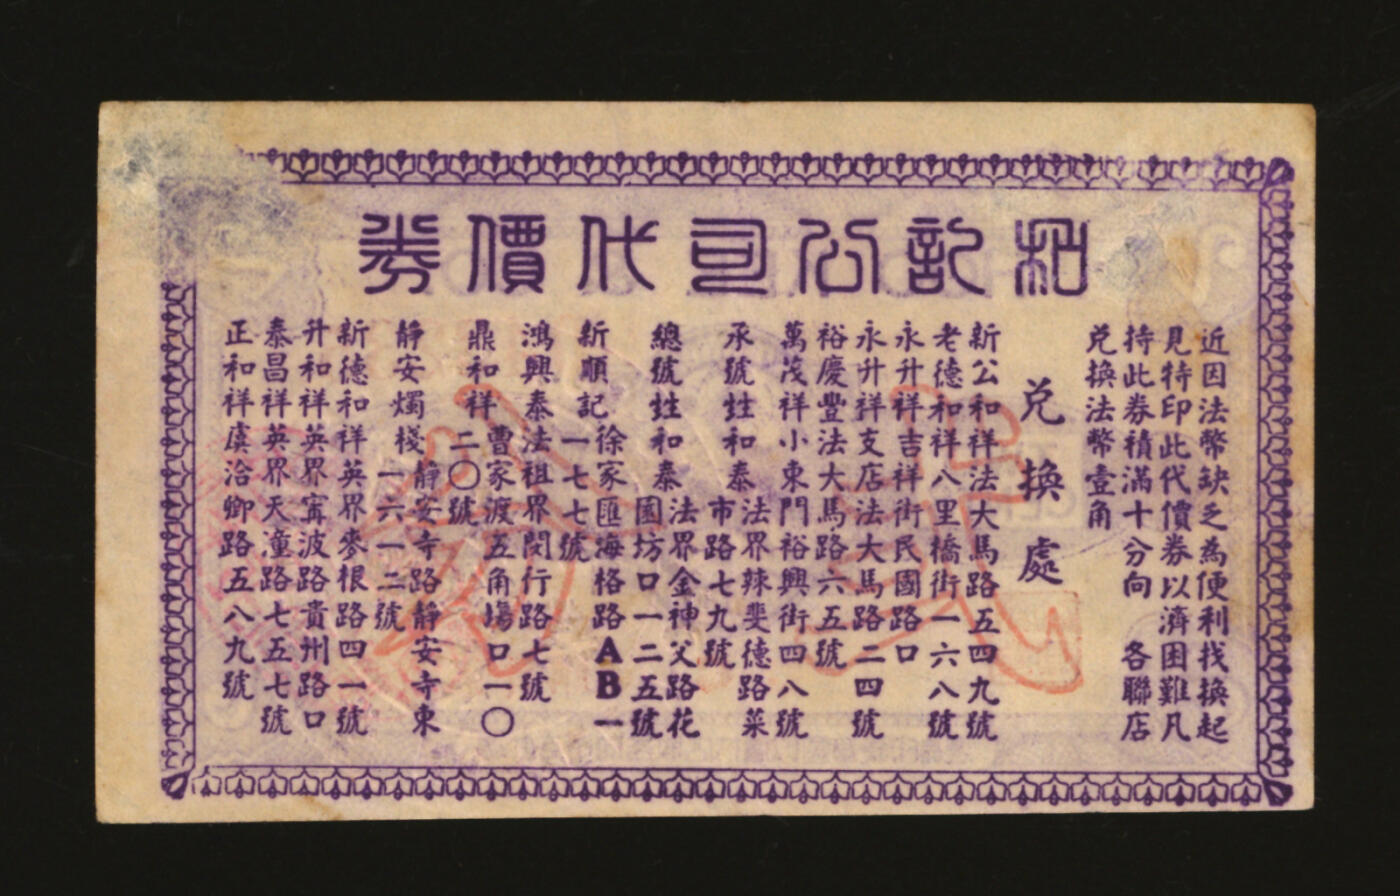 和記公司代價券
近因法幣缺乏為便利找換起
見特印此代價券以濟困難凡
持此券積滿十分向 各聯店
兌換法幣壹角
兌換處
新公和祥法大馬路五四九號
老德和祥八里橋街一六八號
永升祥吉祥街民國路口
永升祥支店法大馬路二四號
裕慶豐法大馬路六五號
萬茂祥小東門裕興街四八號
承號甡和泰法界辣斐德路菜
市路七九號
總號甡和泰法界金神父路花
園坊口一二五號
新順記徐家匯海格路AB一
一七七號
鴻興泰法租界閔行路七號
鼎和祥曹家渡五角場口一〇
二〇號
靜安燭棧靜安寺路靜安寺東
一六一二號
新德和祥英界麥根路四一號
升和祥英界甯波路貴州路口
泰昌祥英界天潼路七五七號
正和祥虞洽卿路五八九號